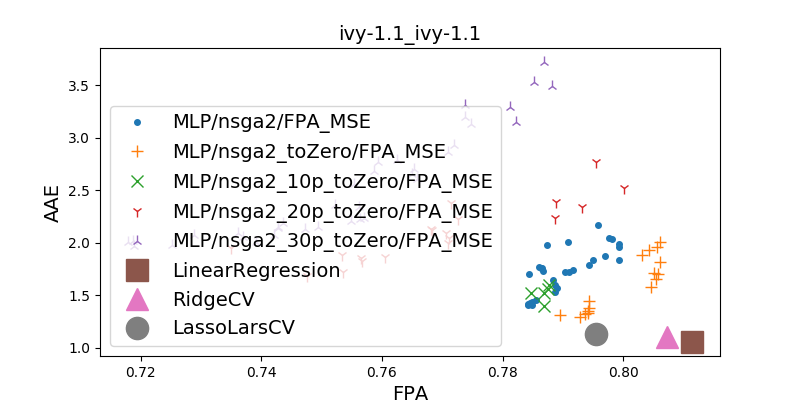 ivy-1.1_ivy-1.1
AAE
3.5
3.0
2.5
2.0
1.5
1.0
MLP/nsga2/FPA_MSE
MLP/nsga2_toZero/FPA_MSE
MLP/nsga2_10p_toZero/FPA_MSE
MLP/nsga2_20p_toZero/FPA_MSE
MLP/nsga2_30p_toZero/FPA_MSE
LinearRegression
RidgeCV
LassoLarsCV
0.72 0.74 0.76 0.78 0.80
FPA